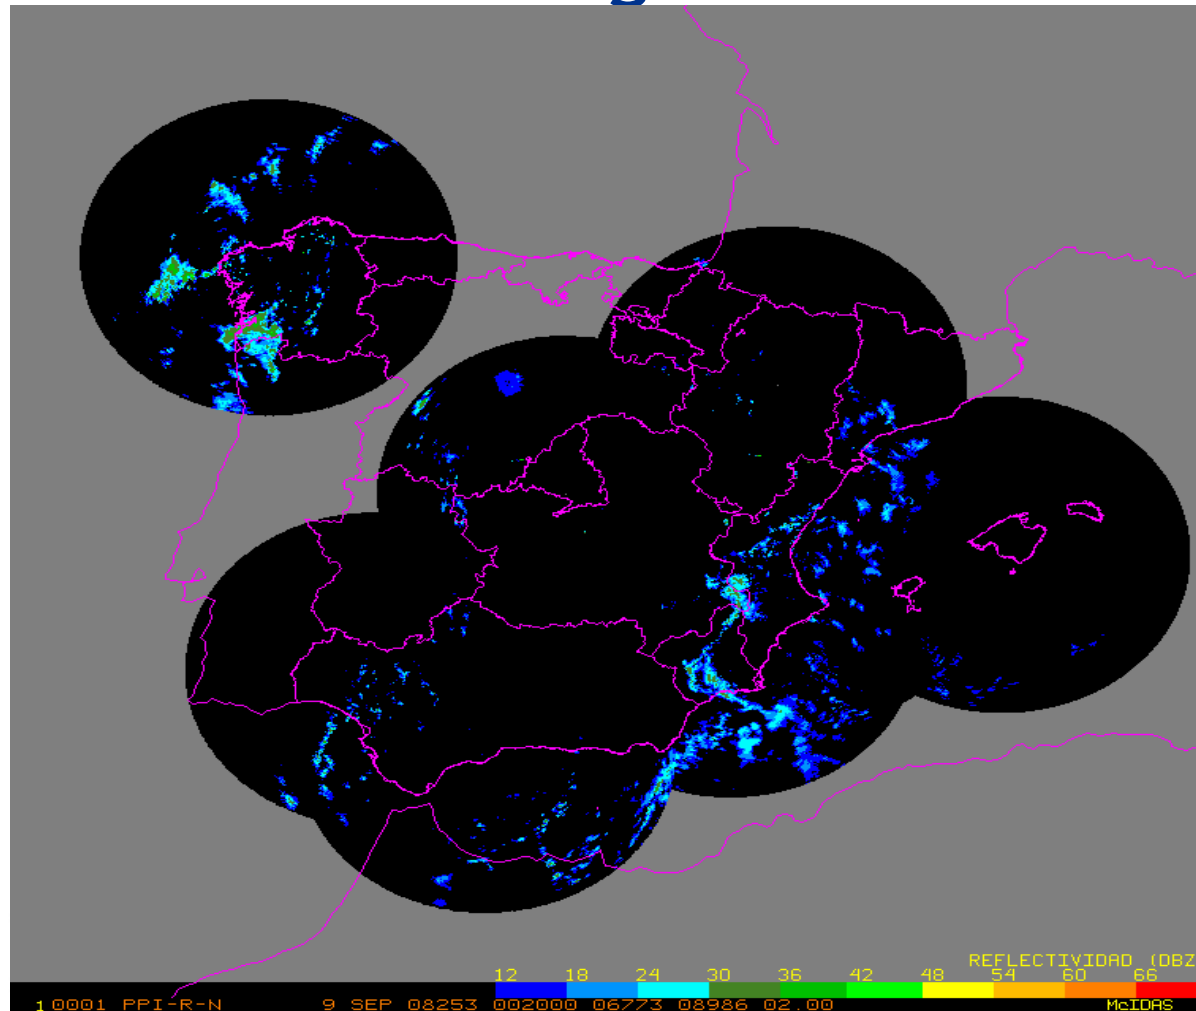 g
REFLECTIVIDAD (DBZ
12 18 24 30 36 42 48 54 60 66
1 0001 PPI-R-N 9 SEP 08253 002000 06773 08986 02.00 McIDAS